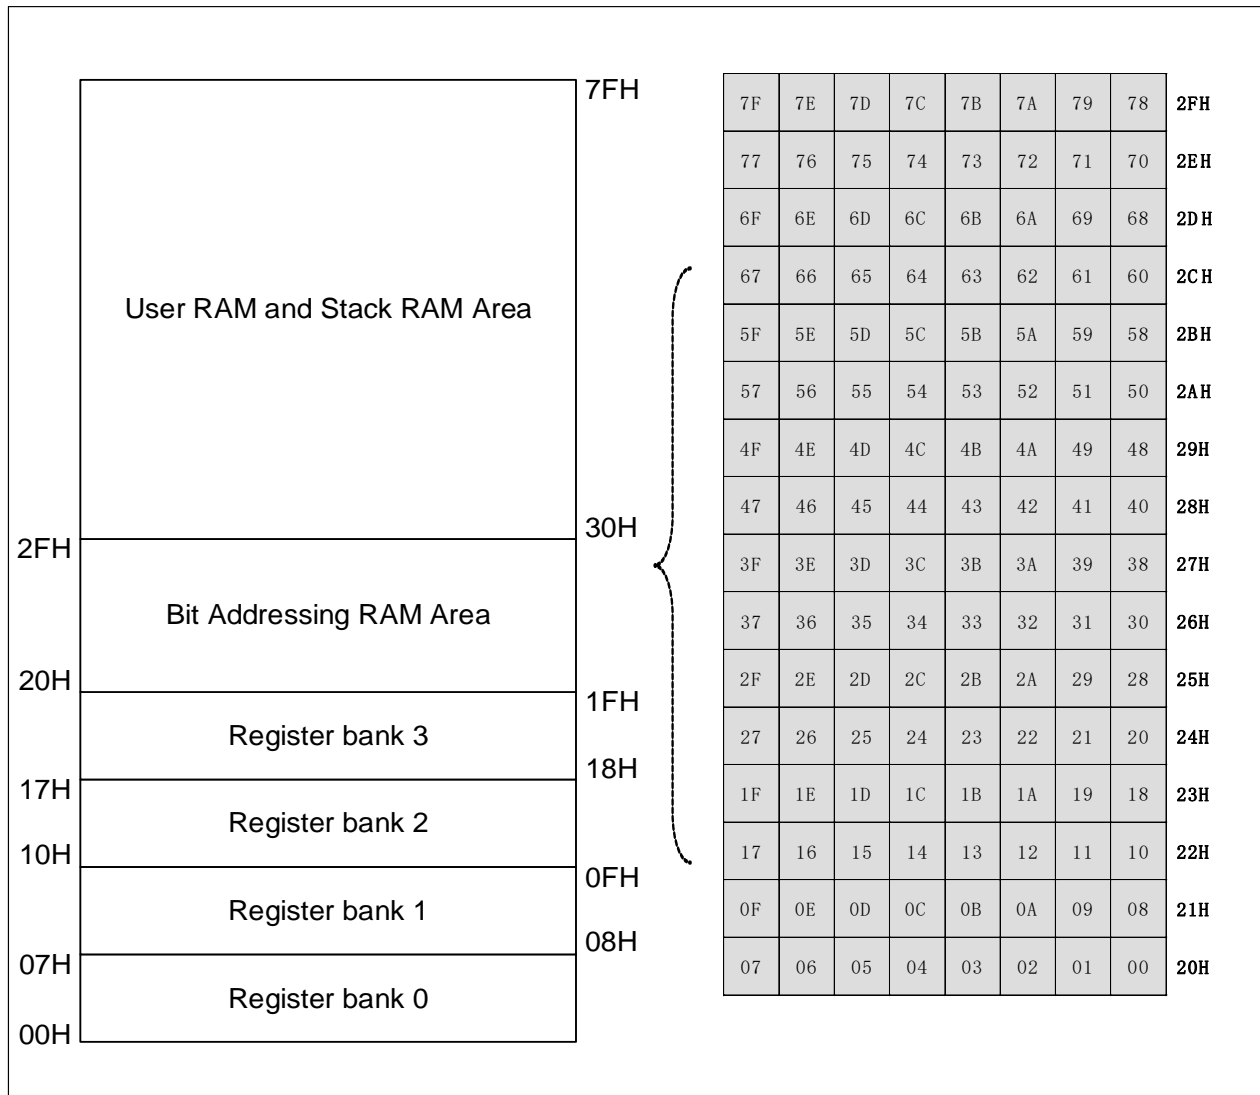 7FH
User RAM and Stack RAM Area
30H
2FH
Bit Addressing RAM Area
20H
1FH
Register bank 3
18H
17H
Register bank 2
10H
0FH
Register bank 1
08H
07H
Register bank 0
00H
7F 7E 7D 7C 7B 7A 79 78 2FH
77 76 75 74 73 72 71 70 2EH
6F 6E 6D 6C 6B 6A 69 68 2DH
67 66 65 64 63 62 61 60 2CH
5F 5E 5D 5C 5B 5A 59 58 2BH
57 56 55 54 53 52 51 50 2AH
4F 4E 4D 4C 4B 4A 49 48 29H
47 46 45 44 43 42 41 40 28H
3F 3E 3D 3C 3B 3A 39 38 27H
37 36 35 34 33 32 31 30 26H
2F 2E 2D 2C 2B 2A 29 28 25H
27 26 25 24 23 22 21 20 24H
1F 1E 1D 1C 1B 1A 19 18 23H
17 16 15 14 13 12 11 10 22H
0F 0E 0D 0C 0B 0A 09 08 21H
07 06 05 04 03 02 01 00 20H